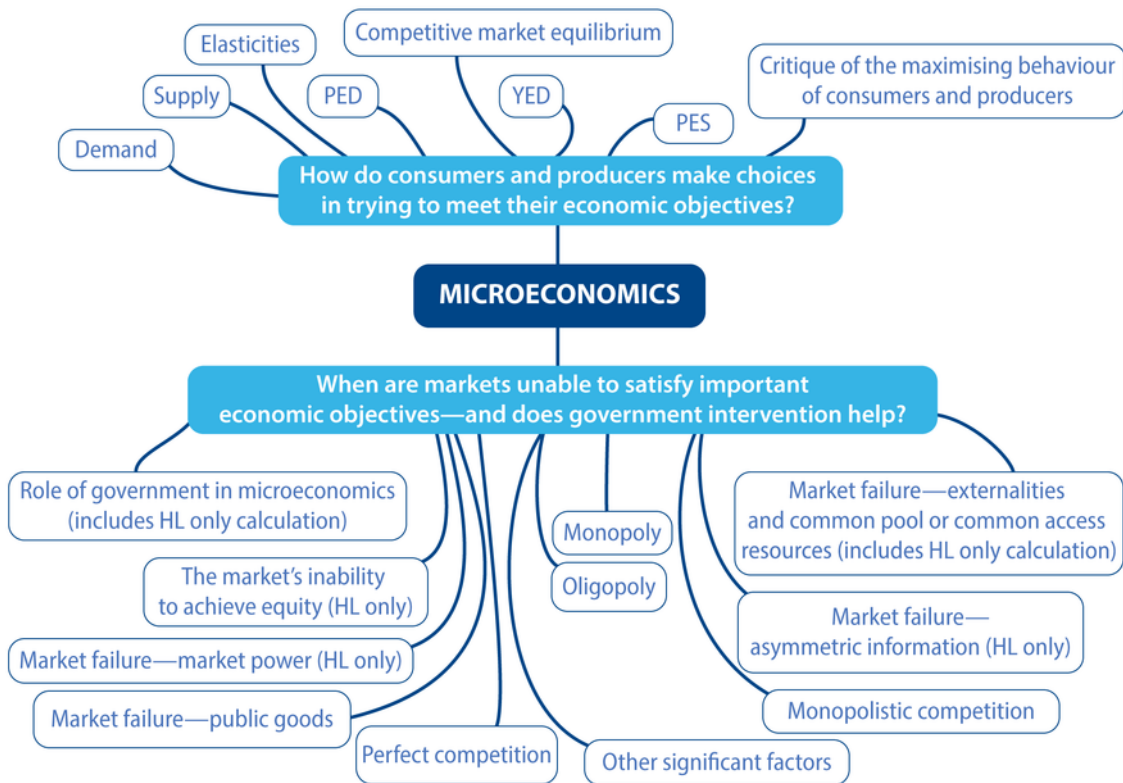 Elasticities
Competitive market equilibrium
Critique of the maximising behaviour
of consumers and producers
Supply
PED
YED
PES
Demand
How do consumers and producers make choices
in trying to meet their economic objectives?
MICROECONOMICS
When are markets unable to satisfy important
economic objectives—and does government intervention help?
Role of government in microeconomics
(includes HL only calculation)
Market failure—externalities
and common pool or common access
resources (includes HL only calculation)
Monopoly
The market's inability
to achieve equity (HL only)
Oligopoly
Market failure—
asymmetric information (HL only)
Market failure—market power (HL only)
Market failure—public goods
Monopolistic competition
Perfect competition
Other significant factors